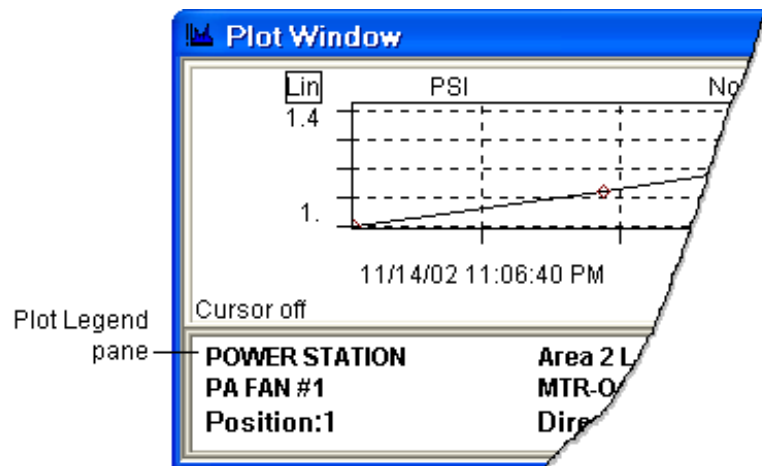 Plot Window
Lin PSI
1.4
1.
11/14/02 11:06:40 PM
Cursor off
Plot Legend
pane
POWER STATION Area 2
PA FAN #1
Position:1